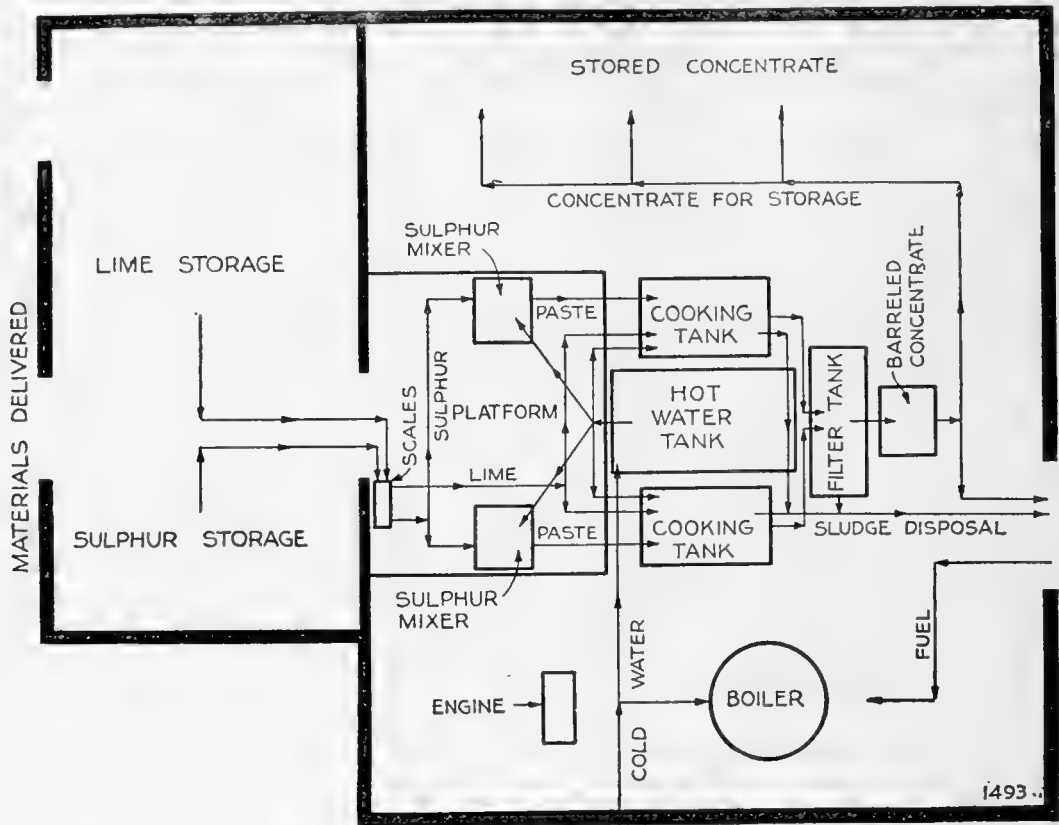 STORED CONCENTRATE
CONCENTRATE FOR STORAGE
SULPHUR
MIXER
LIME STORAGE
MATERIALS DELIVERED
PASTE
COOKING
TANK
BARRELED
CONCENTRATE
SCALES
SULPHUR
PLATFORM
HOT
WATER
TANK
FILTER TANK
LIME
SULPHUR STORAGE
PASTE
COOKING
TANK
SLUDGE DISPOSAL
SULPHUR
MIXER
COLD WATER
FUEL
ENGINE
BOILER
1493